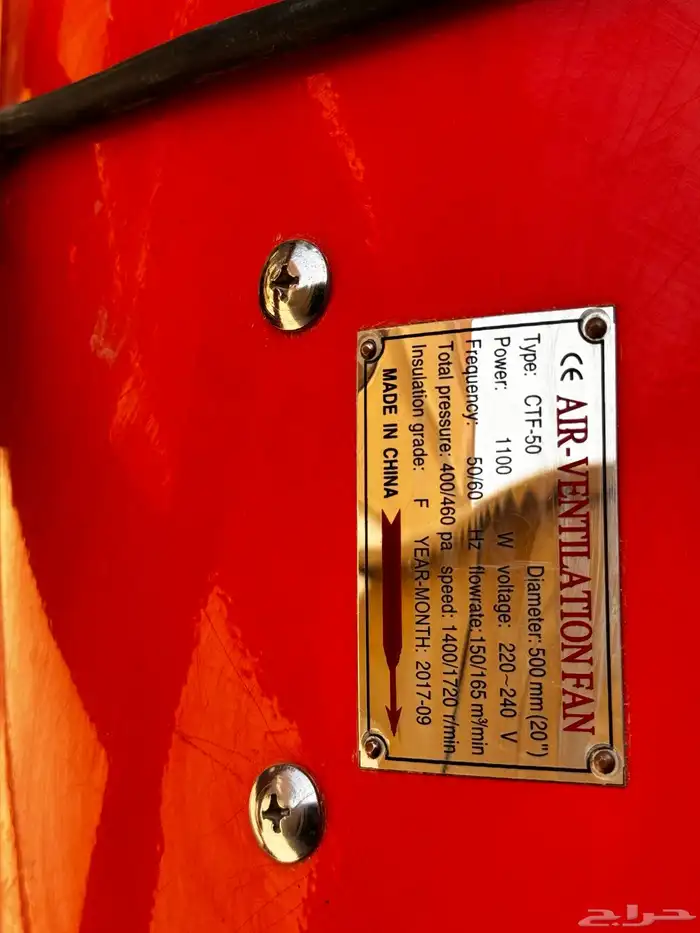 CE AIR-VENTILATION FAN
Type: CTF-50 Diameter: 500 mm (20")
Power: 1100 W voltage: 220~240 V
Frequency: 50/60 Hz flowrate: 150/165 m³/min
Total pressure: 400/460 pa speed: 1400/1720 r/min
Insulation grade: F YEAR-MONTH: 2017-09
MADE IN CHINA
حراج